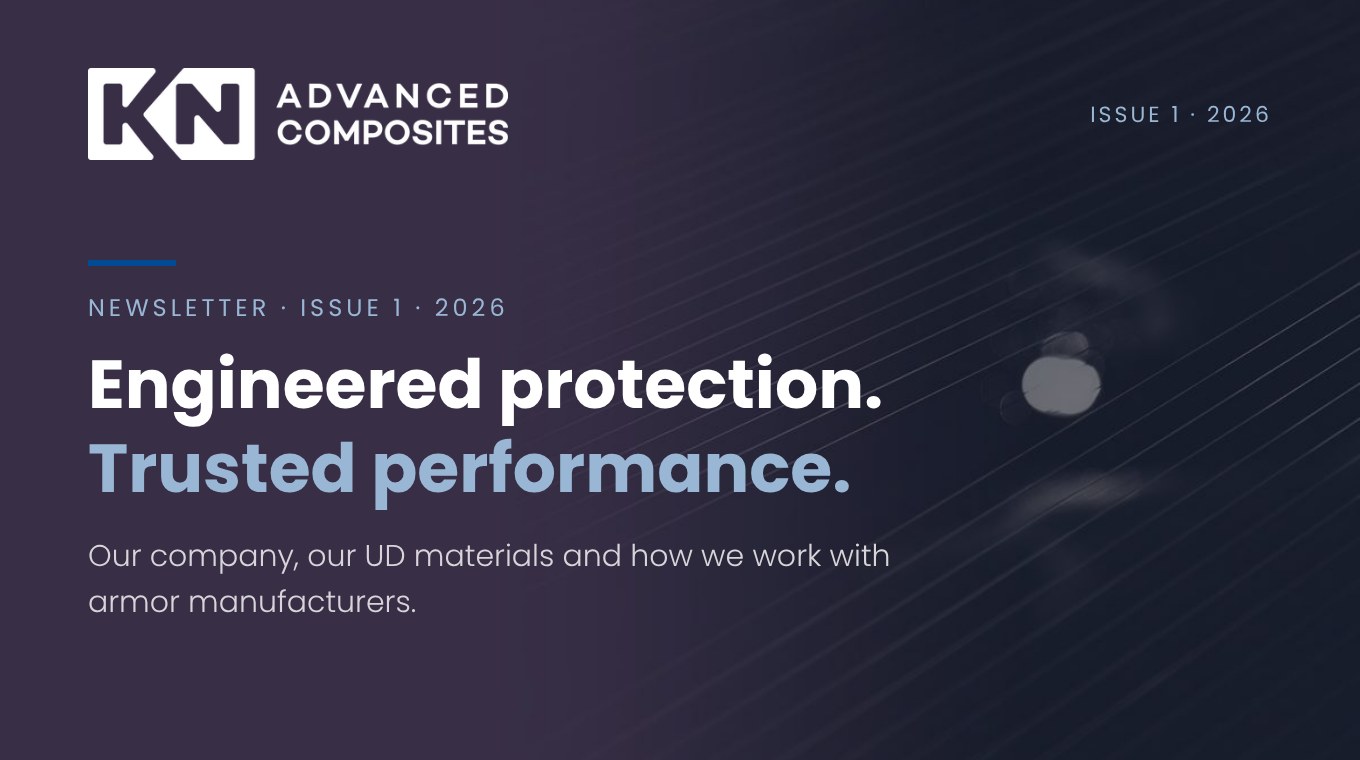 KN ADVANCED
COMPOSITES
ISSUE 1 · 2026
NEWSLETTER · ISSUE 1 · 2026
Engineered protection.
Trusted performance.
Our company, our UD materials and how we work with
armor manufacturers.